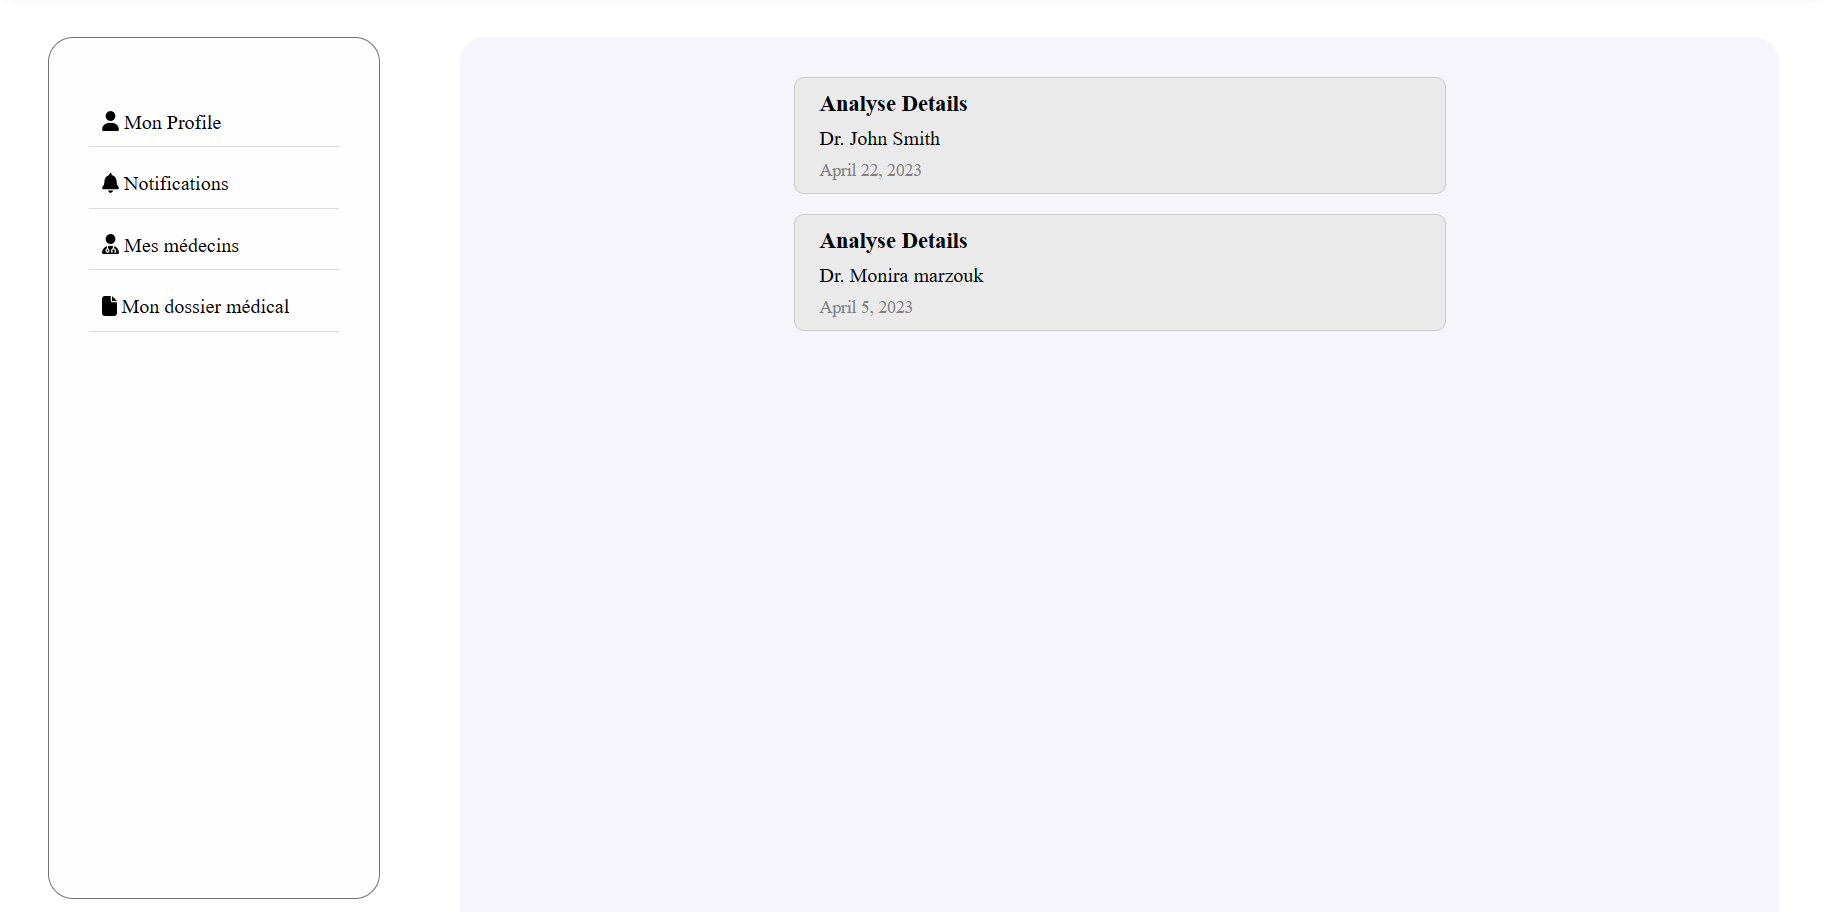 Mon Profile
Notifications
Mes médecins
Mon dossier médical
Analyse Details
Dr. John Smith
April 22, 2023
Analyse Details
Dr. Monira marzouk
April 5, 2023